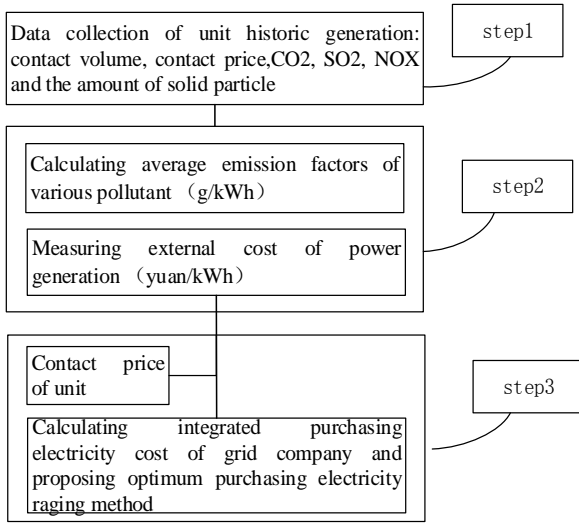 Data collection of unit historic generation:
contact volume, contact price,CO2, SO2, NOX
and the amount of solid particle
step1
Calculating average emission factors of
various pollutant （g/kWh）
step2
Measuring external cost of power
generation （yuan/kWh）
Contact price
of unit
step3
Calculating integrated purchasing
electricity cost of grid company and
proposing optimum purchasing electricity
raging method